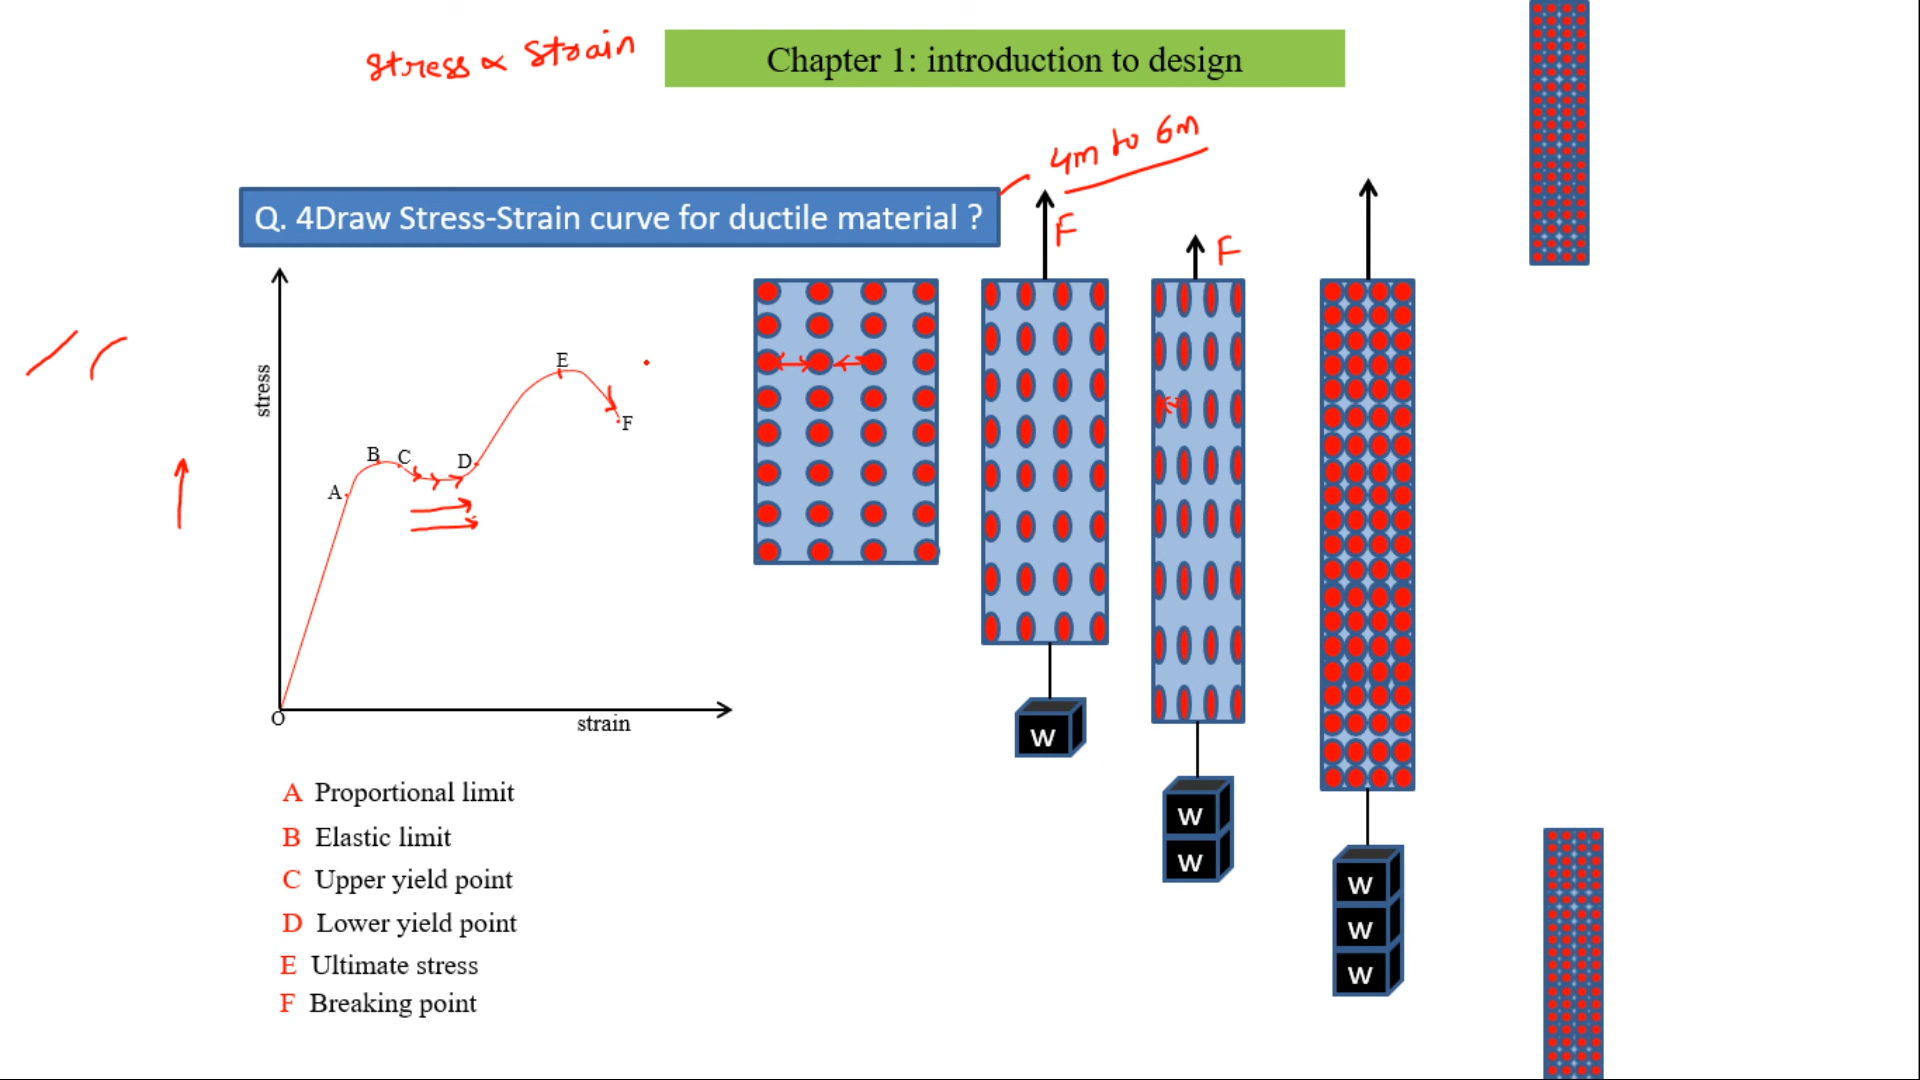 stress ∝ strain
Chapter 1: introduction to design
4m to 6m
Q. 4Draw Stress-Strain curve for ductile material ?
F
F
stress
E
F
B
C
D
A
O
strain
W
W
W
W
W
W
A Proportional limit
B Elastic limit
C Upper yield point
D Lower yield point
E Ultimate stress
F Breaking point